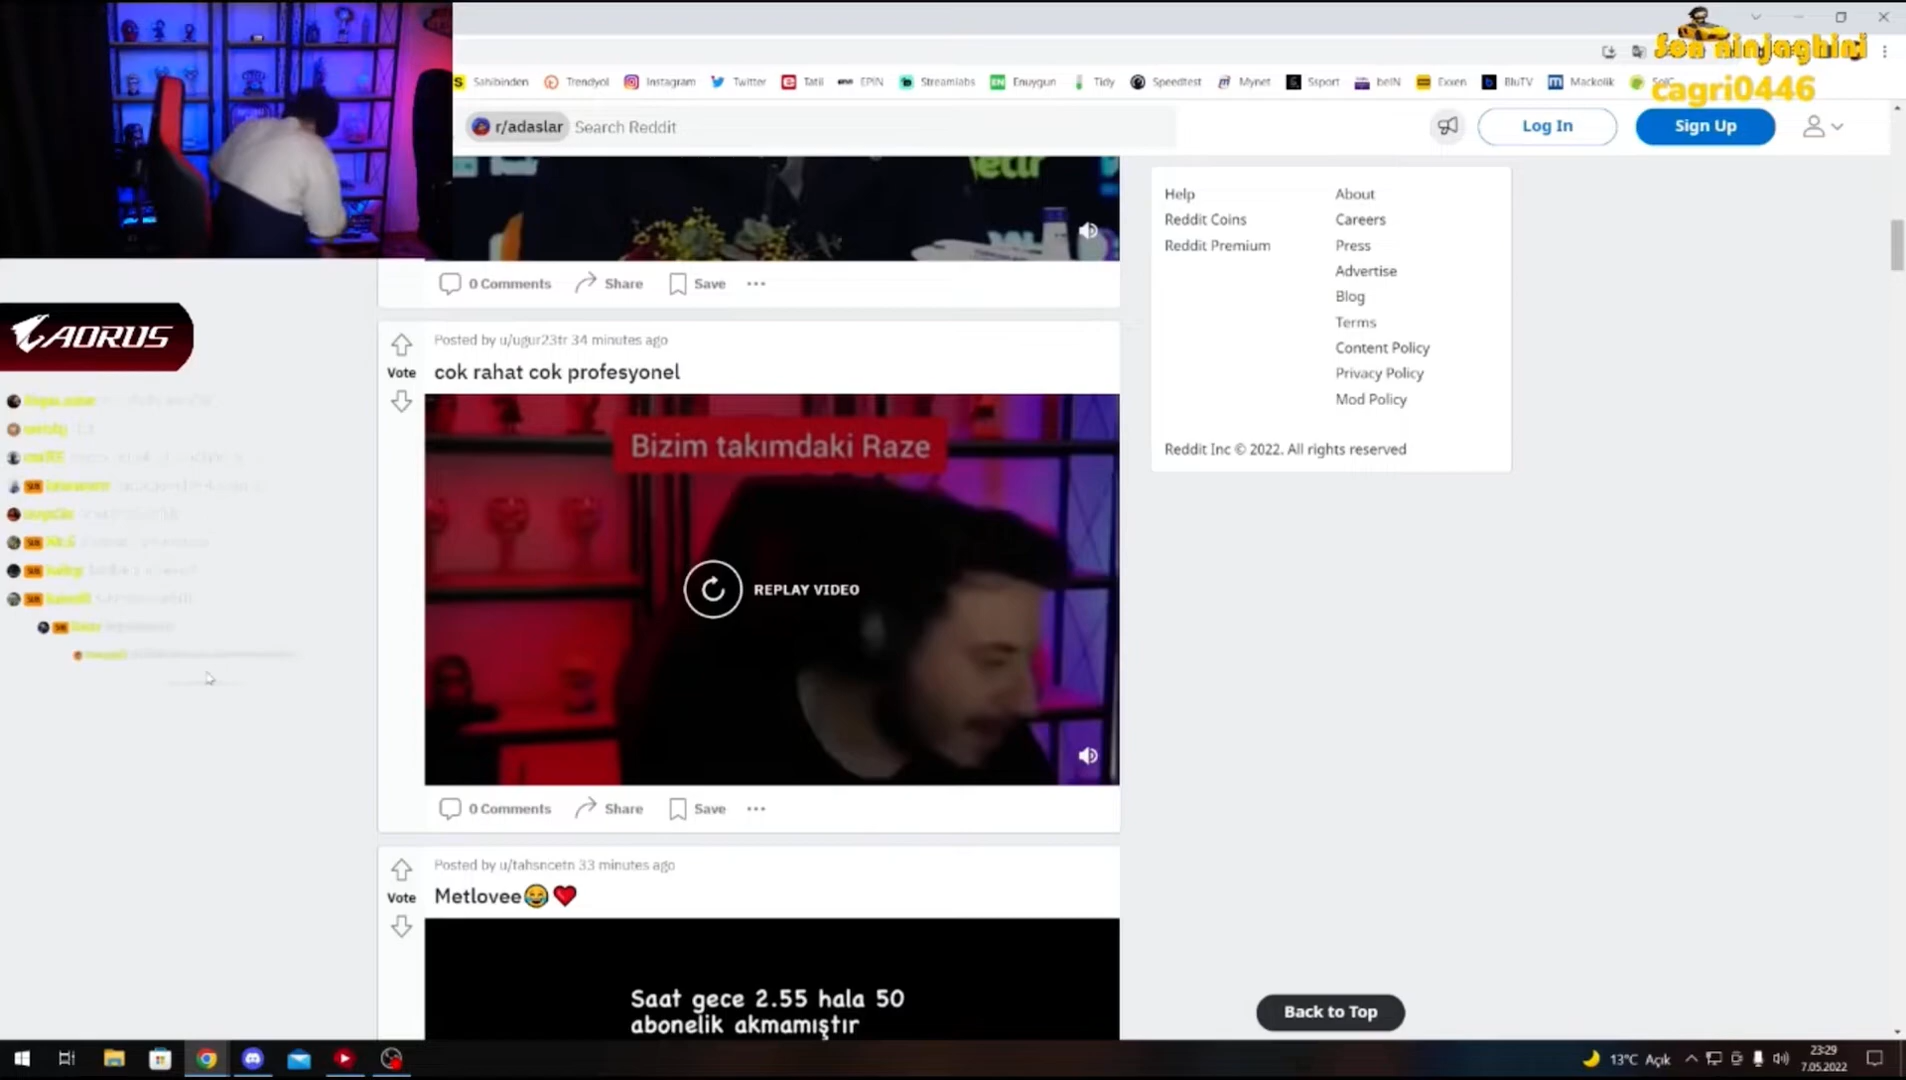 Son ninjaghini
cagri0446
Sahibinden
Trendyol
Instagram
Twitter
Tatil
EPIN
Streamlabs
Enuygun
Tidy
Speedtest
Mynet
Ssport
beIN
Exxen
BluTV
Mackolik
r/adaslar
Search Reddit
Log In
Sign Up
Help
About
Reddit Coins
Careers
Reddit Premium
Press
Advertise
Blog
Terms
Content Policy
Privacy Policy
Mod Policy
Reddit Inc © 2022. All rights reserved
0 Comments
Share
Save
AORUS
Posted by u/ugur23tr 34 minutes ago
Vote
cok rahat cok profesyonel
Bizim takımdaki Raze
REPLAY VIDEO
0 Comments
Share
Save
Posted by u/tahsncetn 33 minutes ago
Vote
Metlovee😂❤️
Saat gece 2.55 hala 50
abonelik akmamıştır
Back to Top
13°C Açık
23:29
7.05.2022